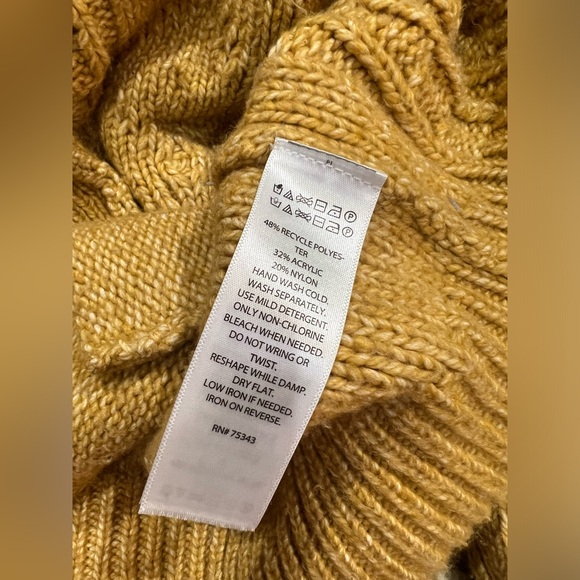 48% RECYCLE POLYES-
TER
32% ACRYLIC
20% NYLON
HAND WASH COLD.
WASH SEPARATELY.
USE MILD DETERGENT.
ONLY NON-CHLORINE
BLEACH WHEN NEEDED.
DO NOT WRING OR
TWIST.
RESHAPE WHILE DAMP.
DRY FLAT.
LOW IRON IF NEEDED.
IRON ON REVERSE.
RN# 75343